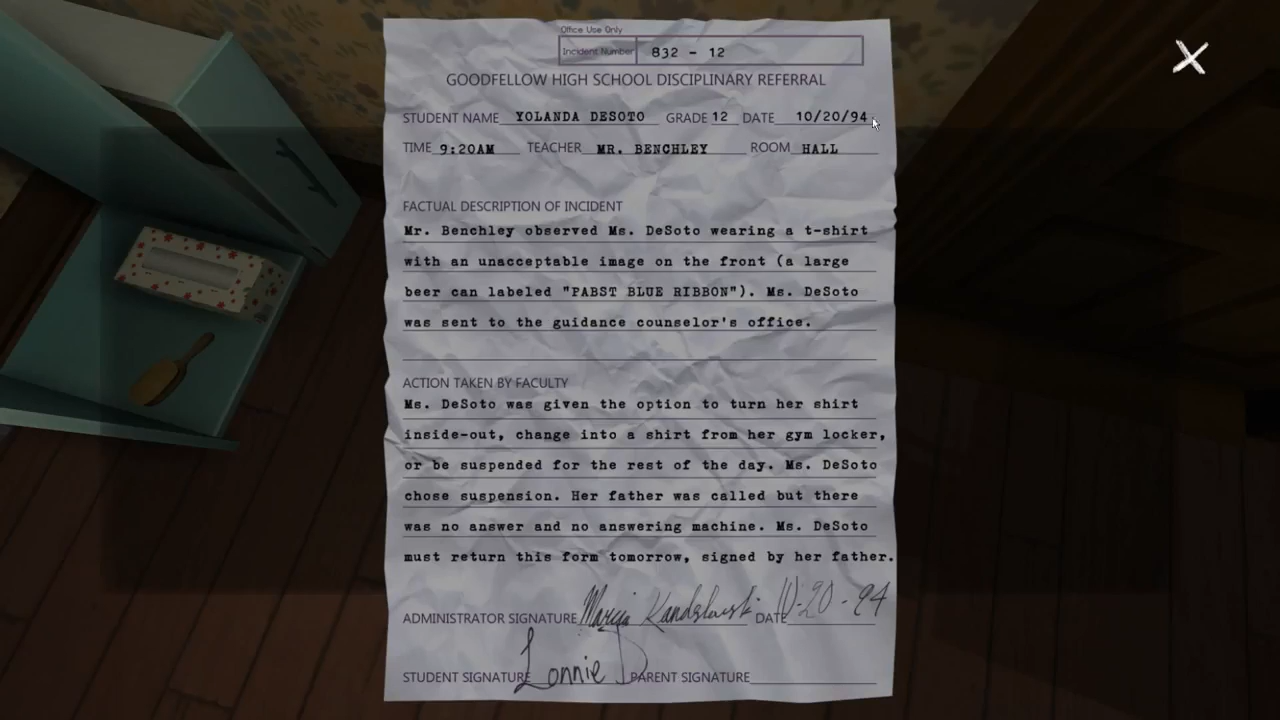 Office Use Only
Incident Number 832 - 12
GOODFELLOW HIGH SCHOOL DISCIPLINARY REFERRAL
STUDENT NAME YOLANDA DESOTO GRADE 12 DATE 10/20/94
TIME 9:20AM TEACHER MR. BENCHLEY ROOM HALL
FACTUAL DESCRIPTION OF INCIDENT
Mr. Benchley observed Ms. DeSoto wearing a t-shirt
with an unacceptable image on the front (a large
beer can labeled "PABST BLUE RIBBON"). Ms. DeSoto
was sent to the guidance counselor's office.
ACTION TAKEN BY FACULTY
Ms. DeSoto was given the option to turn her shirt
inside-out, change into a shirt from her gym locker,
or be suspended for the rest of the day. Ms. DeSoto
chose suspension. Her father was called but there
was no answer and no answering machine. Ms. DeSoto
must return this form tomorrow, signed by her father.
ADMINISTRATOR SIGNATURE Marcia DATE 10-20-94
STUDENT SIGNATURE Lonnie D PARENT SIGNATURE